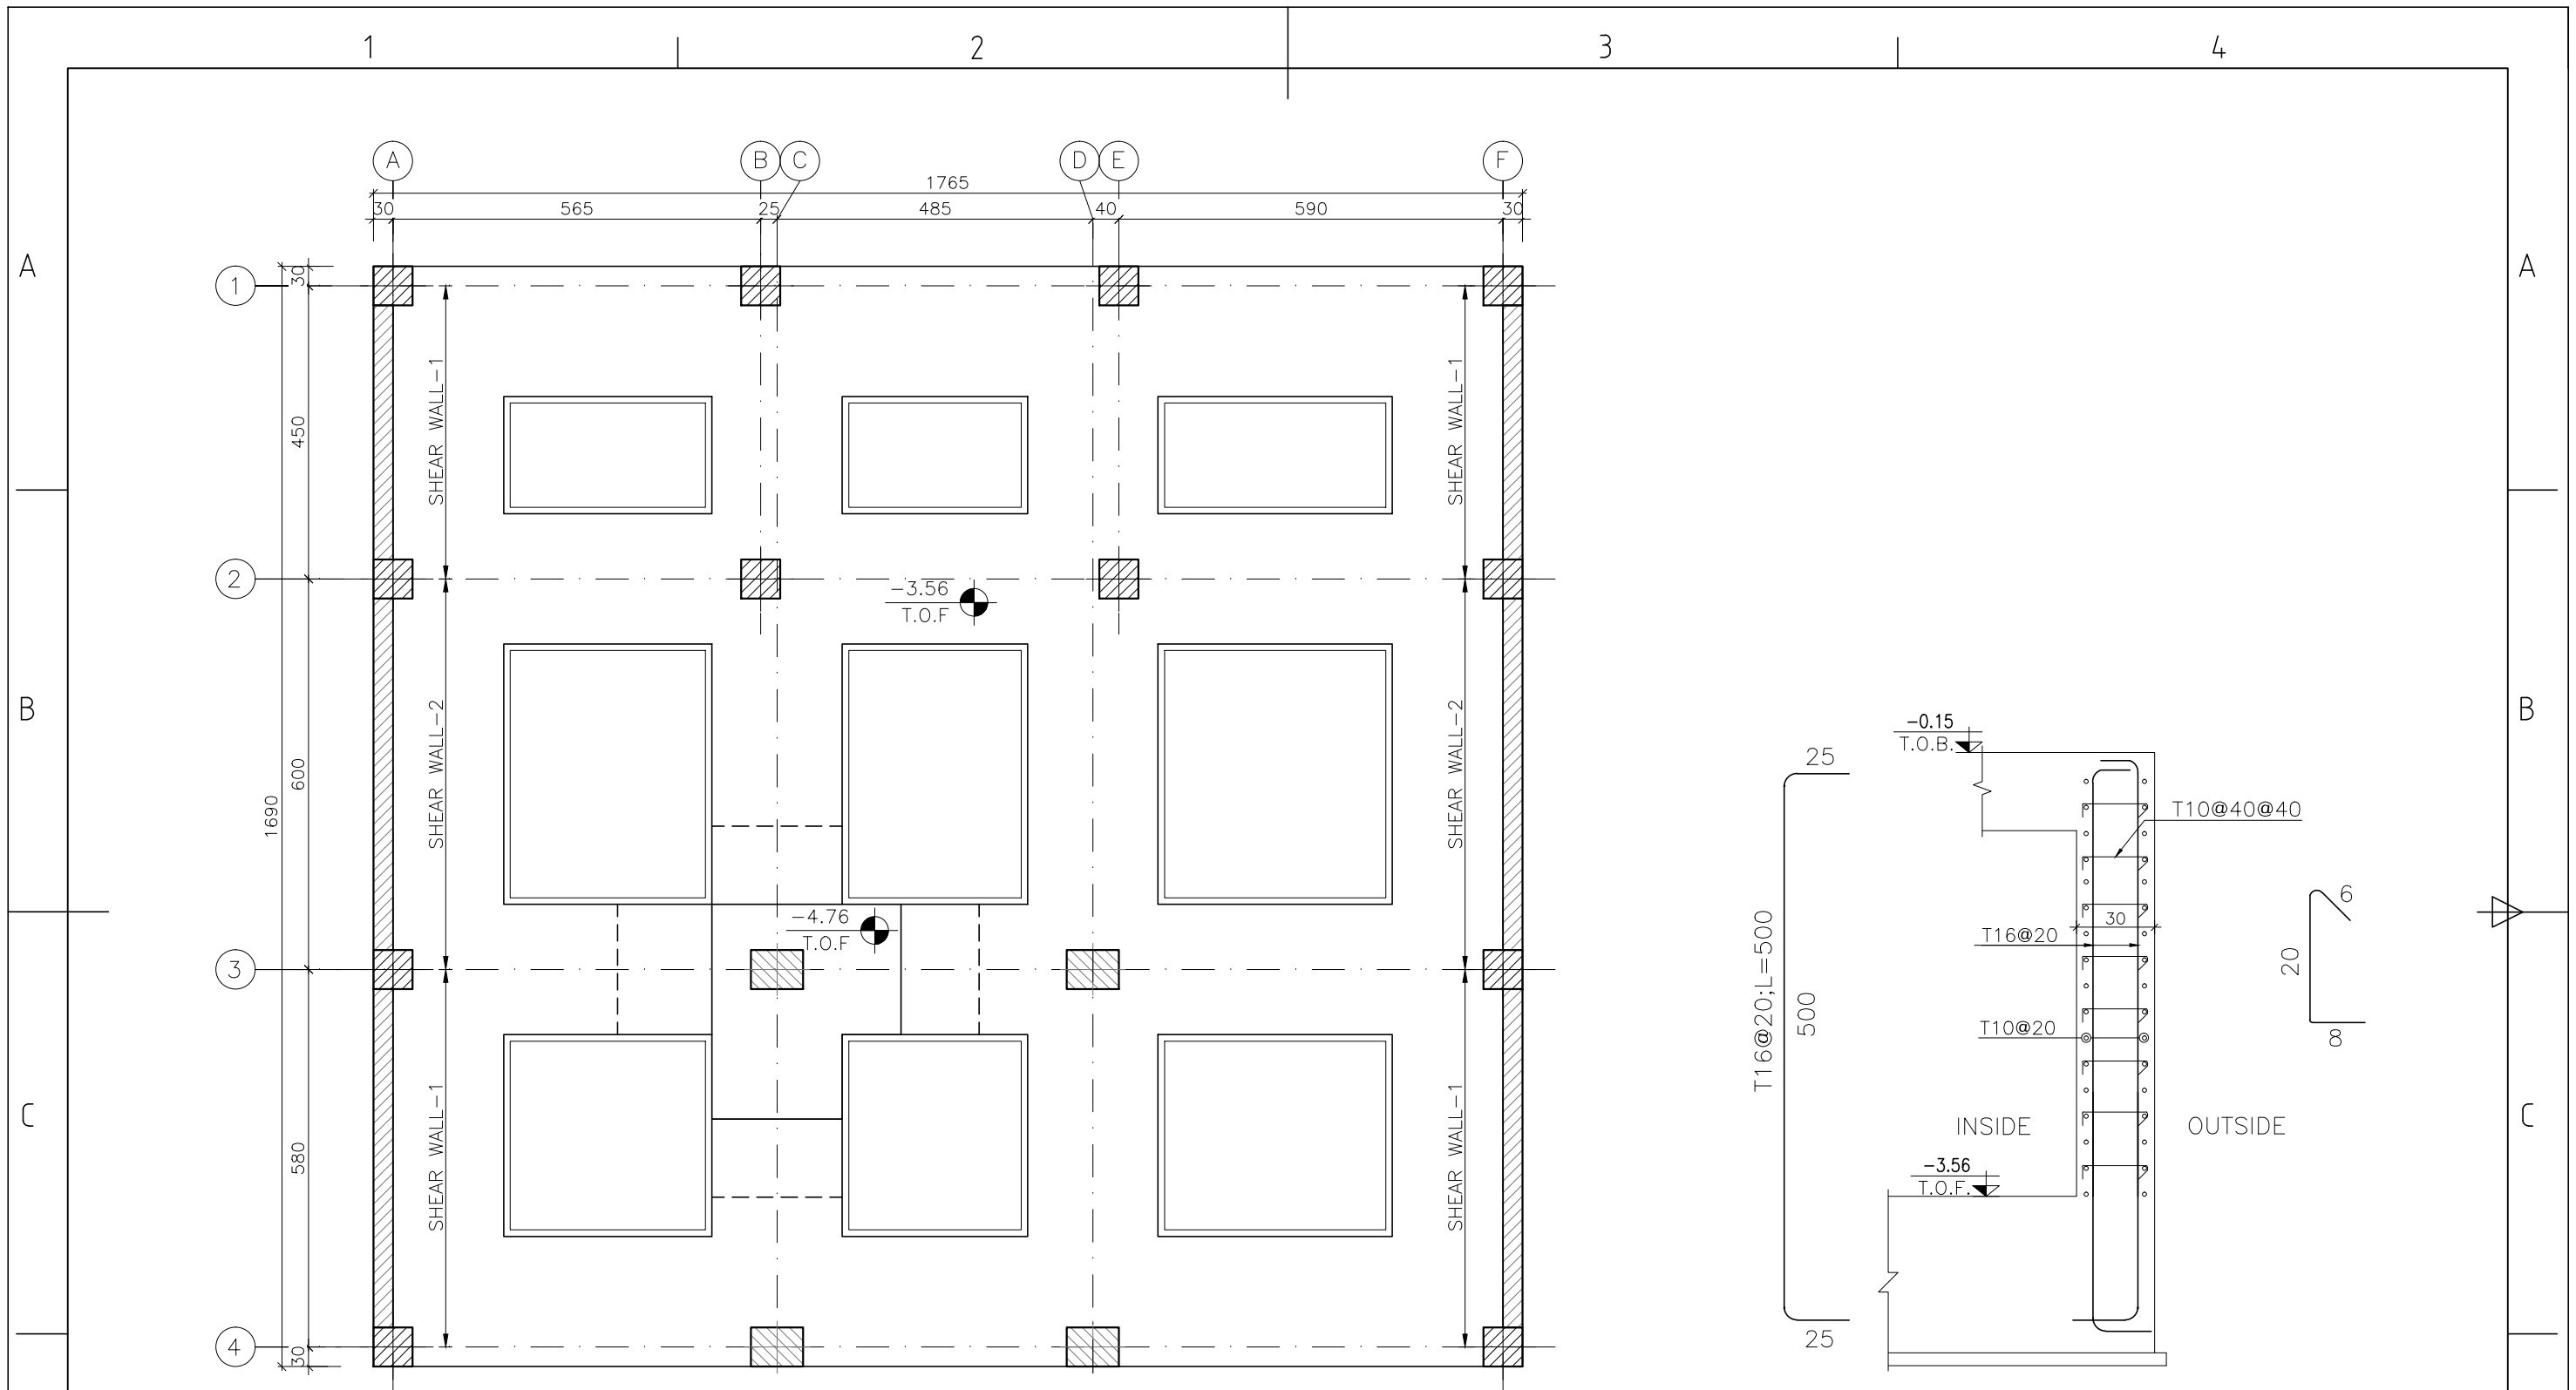 1 2 3 4
A B C D E F
1765
30 565 25 485 40 590 30
A A
1
30
450
SHEAR WALL-1
SHEAR WALL-1
2
-3.56
T.O.F
B B
600
1690
SHEAR WALL-2
SHEAR WALL-2
-4.76
T.O.F
3
C C
580
SHEAR WALL-1
SHEAR WALL-1
4
30
-0.15
T.O.B.
25
T10@40@40
T16@20;L=500
500
30
T16@20
T10@20
6
20
8
INSIDE
OUTSIDE
-3.56
T.O.F.
25